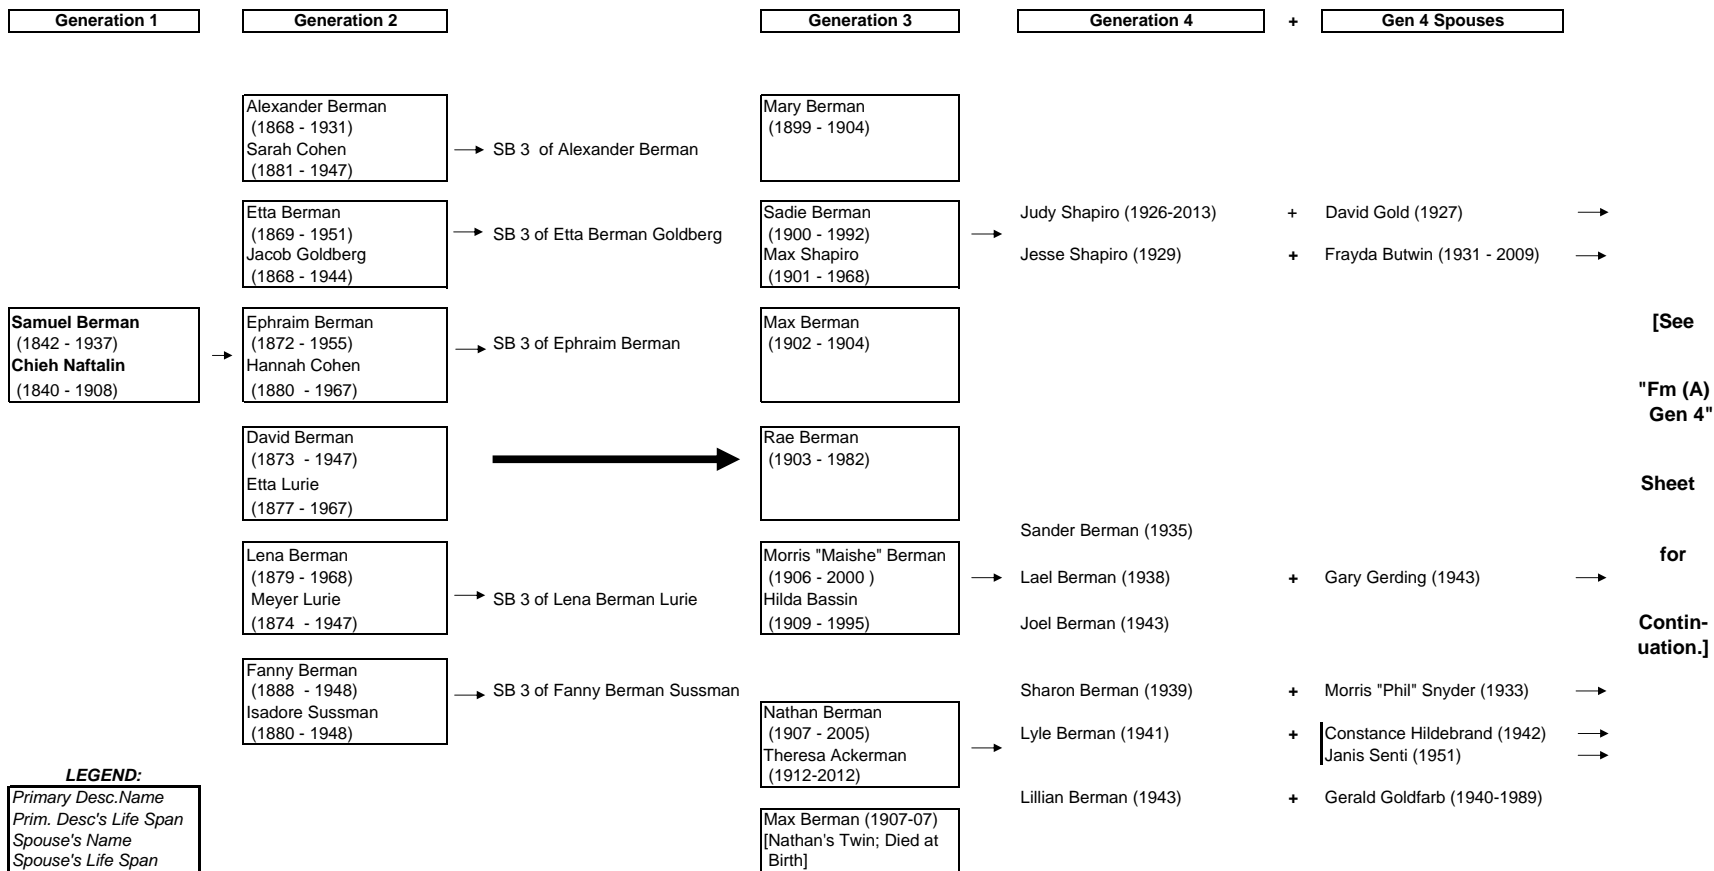 Generation 1
Generation 2
Generation 3
Generation 4
+
Gen 4 Spouses
Alexander Berman
(1868 - 1931)
Sarah Cohen
(1881 - 1947)
SB 3  of Alexander Berman
Mary Berman
(1899 - 1904)
Etta Berman
(1869 - 1951)
Jacob Goldberg
(1868 - 1944)
SB 3 of Etta Berman Goldberg
Sadie Berman
(1900 - 1992)
Max Shapiro
(1901 - 1968)
Judy Shapiro (1926-2013)
+
David Gold (1927)
Jesse Shapiro (1929)
+
Frayda Butwin (1931 - 2009)
Samuel Berman
(1842 - 1937)
Chieh Naftalin
(1840 - 1908)
Ephraim Berman
(1872 - 1955)
Hannah Cohen
(1880  - 1967)
SB 3 of Ephraim Berman
Max Berman
(1902 - 1904)
[See
"Fm (A)
Gen 4"
David Berman
(1873  - 1947)
Etta Lurie
(1877 - 1967)
Rae Berman
(1903 - 1982)
Sheet
Lena Berman
(1879 - 1968)
Meyer Lurie
(1874  - 1947)
SB 3 of Lena Berman Lurie
Morris "Maishe" Berman
(1906 - 2000 )
Hilda Bassin
(1909 - 1995)
Sander Berman (1935)
Lael Berman (1938)
+
Gary Gerding (1943)
Joel Berman (1943)
for
Contin-
uation.]
Fanny Berman
(1888  - 1948)
Isadore Sussman
(1880 - 1948)
SB 3 of Fanny Berman Sussman
Nathan Berman
(1907 - 2005)
Theresa Ackerman
(1912-2012)
Sharon Berman (1939)
+
Morris "Phil" Snyder (1933)
Lyle Berman (1941)
+
Constance Hildebrand (1942)
Janis Senti (1951)
Lillian Berman (1943)
+
Gerald Goldfarb (1940-1989)
LEGEND:
Primary Desc.Name
Prim. Desc's Life Span
Spouse's Name
Spouse's Life Span
Max Berman (1907-07)
[Nathan's Twin; Died at
Birth]